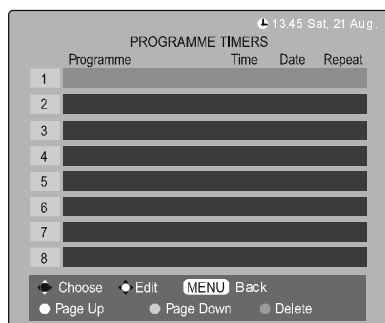 13.45 Sat, 21 Aug.
PROGRAMME TIMERS
Programme Time Date Repeat
1
2
3
4
5
6
7
8
Choose Edit MENU Back
Page Up Page Down Delete